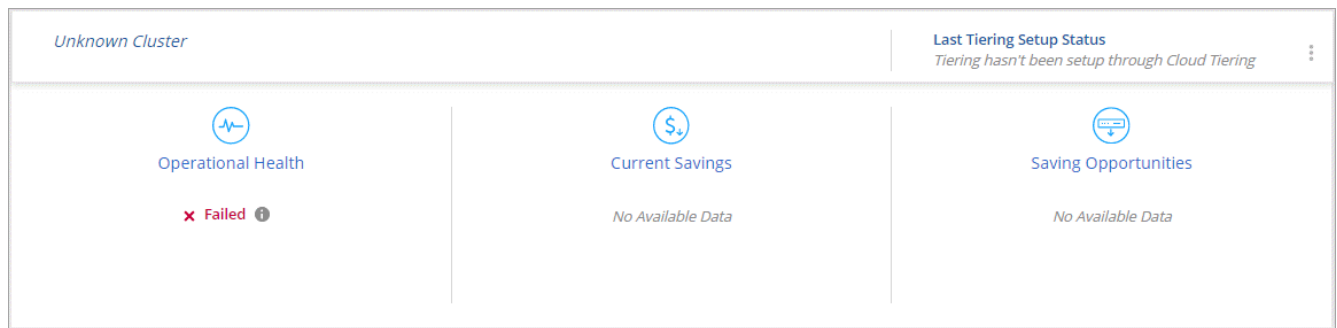 Unknown Cluster
Last Tiering Setup Status
Tiering hasn't been setup through Cloud Tiering
Operational Health
Current Savings
Saving Opportunities
Failed
No Available Data
No Available Data